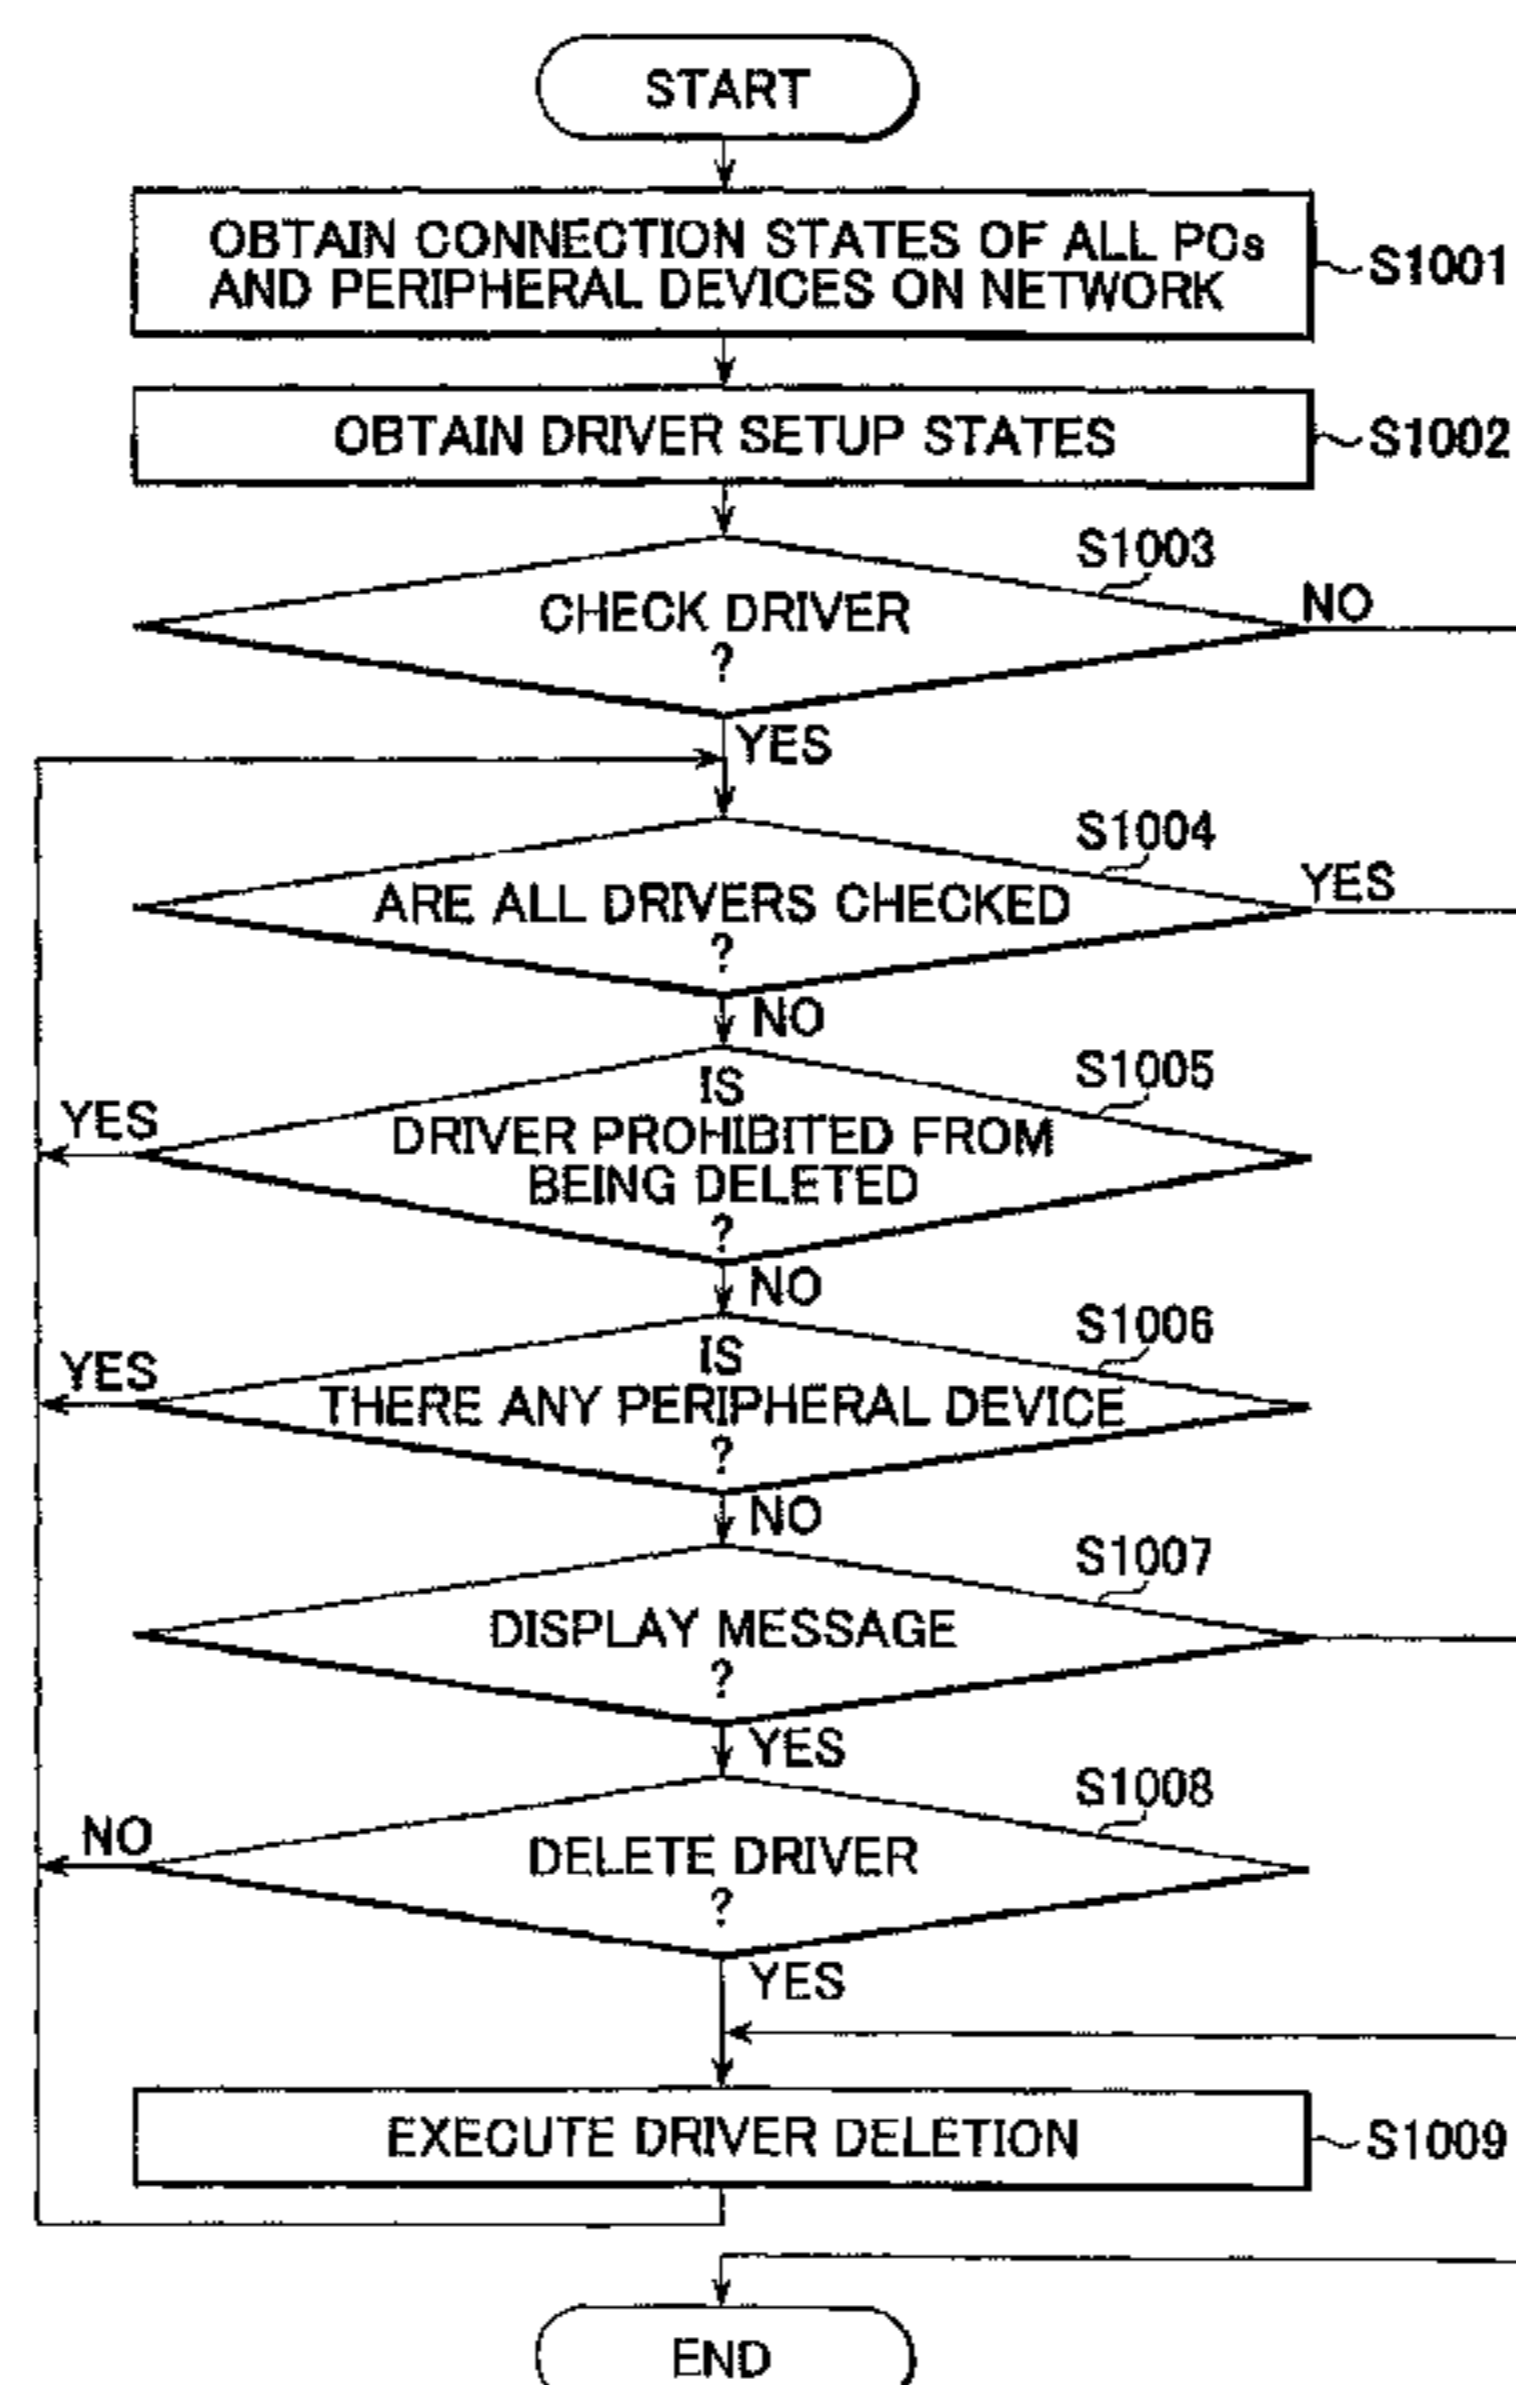 START
OBTAIN CONNECTION STATES OF ALL PCs
AND PERIPHERAL DEVICES ON NETWORK
S1001
OBTAIN DRIVER SETUP STATES
S1002
S1003
CHECK DRIVER
?
NO
YES
S1004
ARE ALL DRIVERS CHECKED
?
YES
NO
S1005
IS
DRIVER PROHIBITED FROM
BEING DELETED
?
YES
NO
S1006
IS
THERE ANY PERIPHERAL DEVICE
?
YES
NO
S1007
DISPLAY MESSAGE
?
YES
S1008
DELETE DRIVER
?
NO
YES
EXECUTE DRIVER DELETION
S1009
END